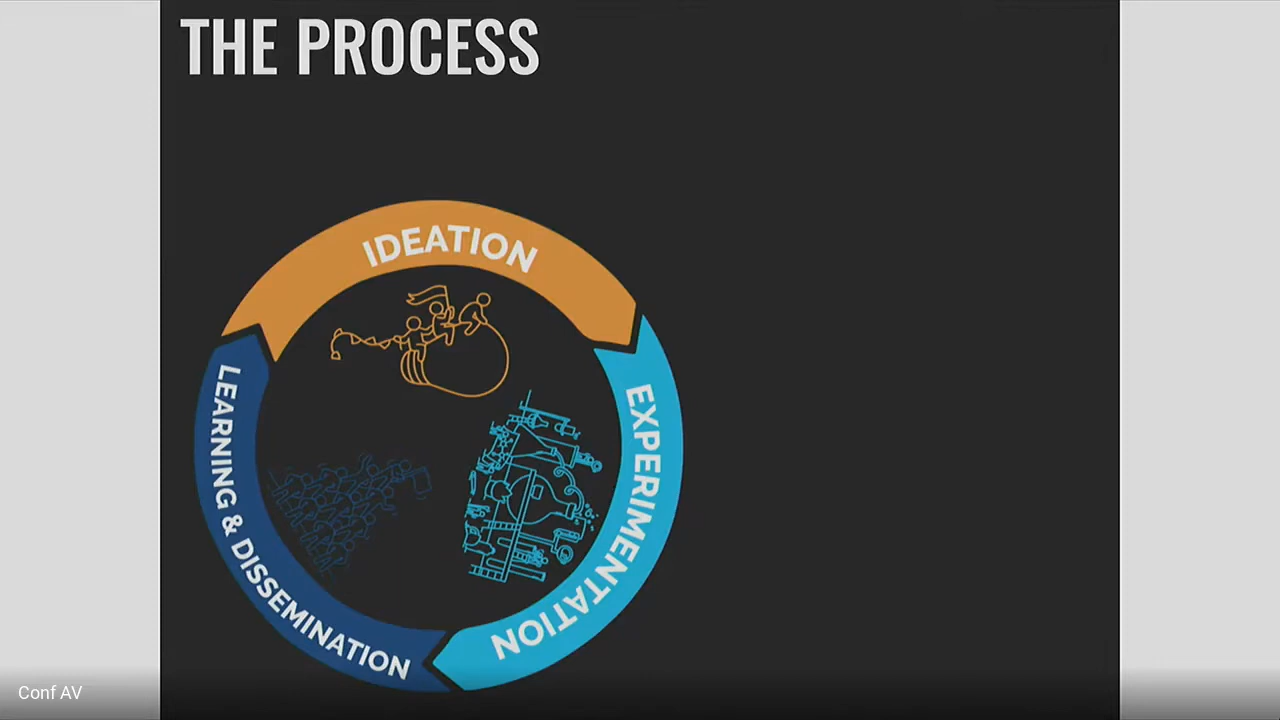 THE PROCESS
IDEATION
EXPERIMENTATION
LEARNING & DISSEMINATION
Conf AV